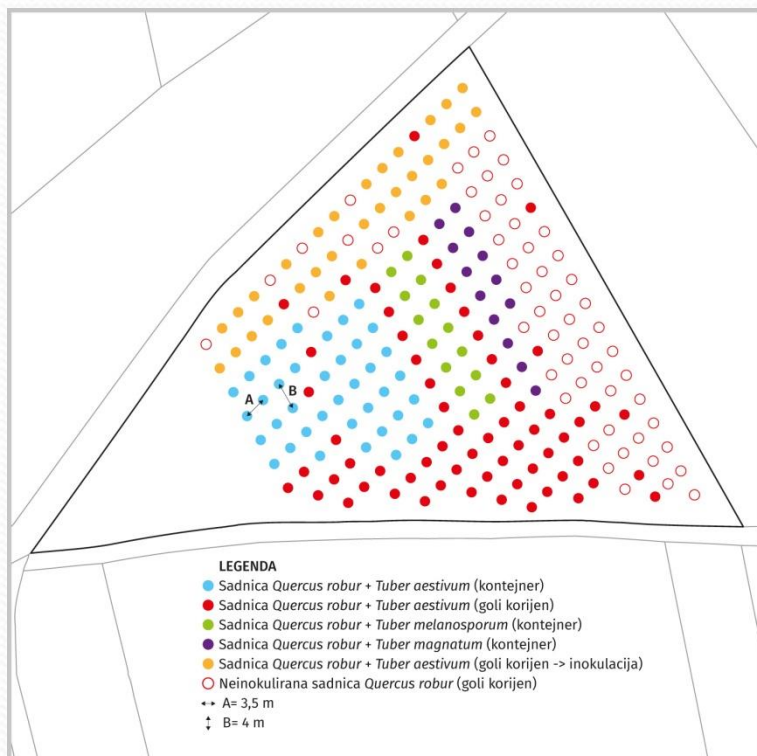 A
B
LEGENDA
Sadnica Quercus robur + Tuber aestivum (kontejner)
Sadnica Quercus robur + Tuber aestivum (goli korijen)
Sadnica Quercus robur + Tuber melanosporum (kontejner)
Sadnica Quercus robur + Tuber magnatum (kontejner)
Sadnica Quercus robur + Tuber aestivum (goli korijen -> inokulacija)
Neinokulirana sadnica Quercus robur (goli korijen)
A= 3,5 m
B= 4 m